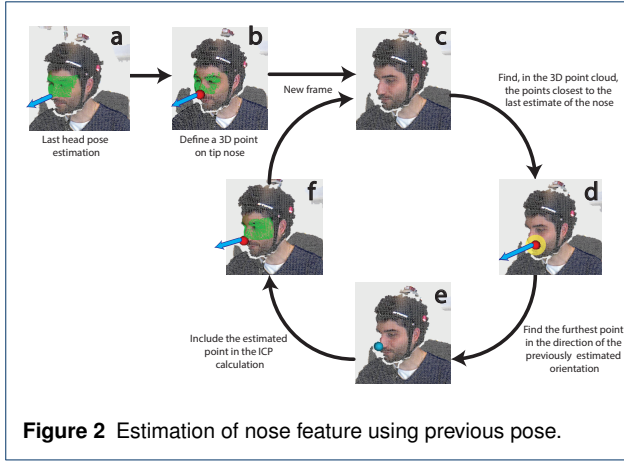 a
Last head pose
estimation
b
Define a 3D point
on tip nose
New frame
c
Find, in the 3D point cloud,
the points closest to the
last estimate of the nose
d
Find the furthest point
in the direction of the
previously estimated
orientation
e
Include the estimated
point in the ICP
calculation
f
Figure 2 Estimation of nose feature using previous pose.